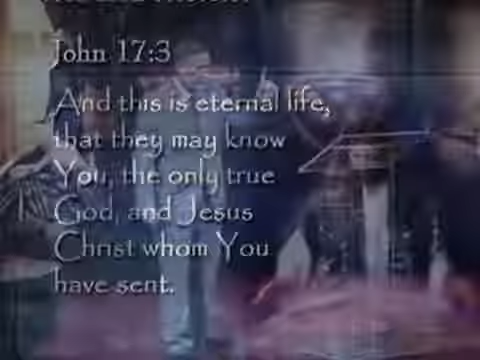 John 17:3
And this is eternal life,
that they may know
You, the only true
God, and Jesus
Christ whom You
have sent.